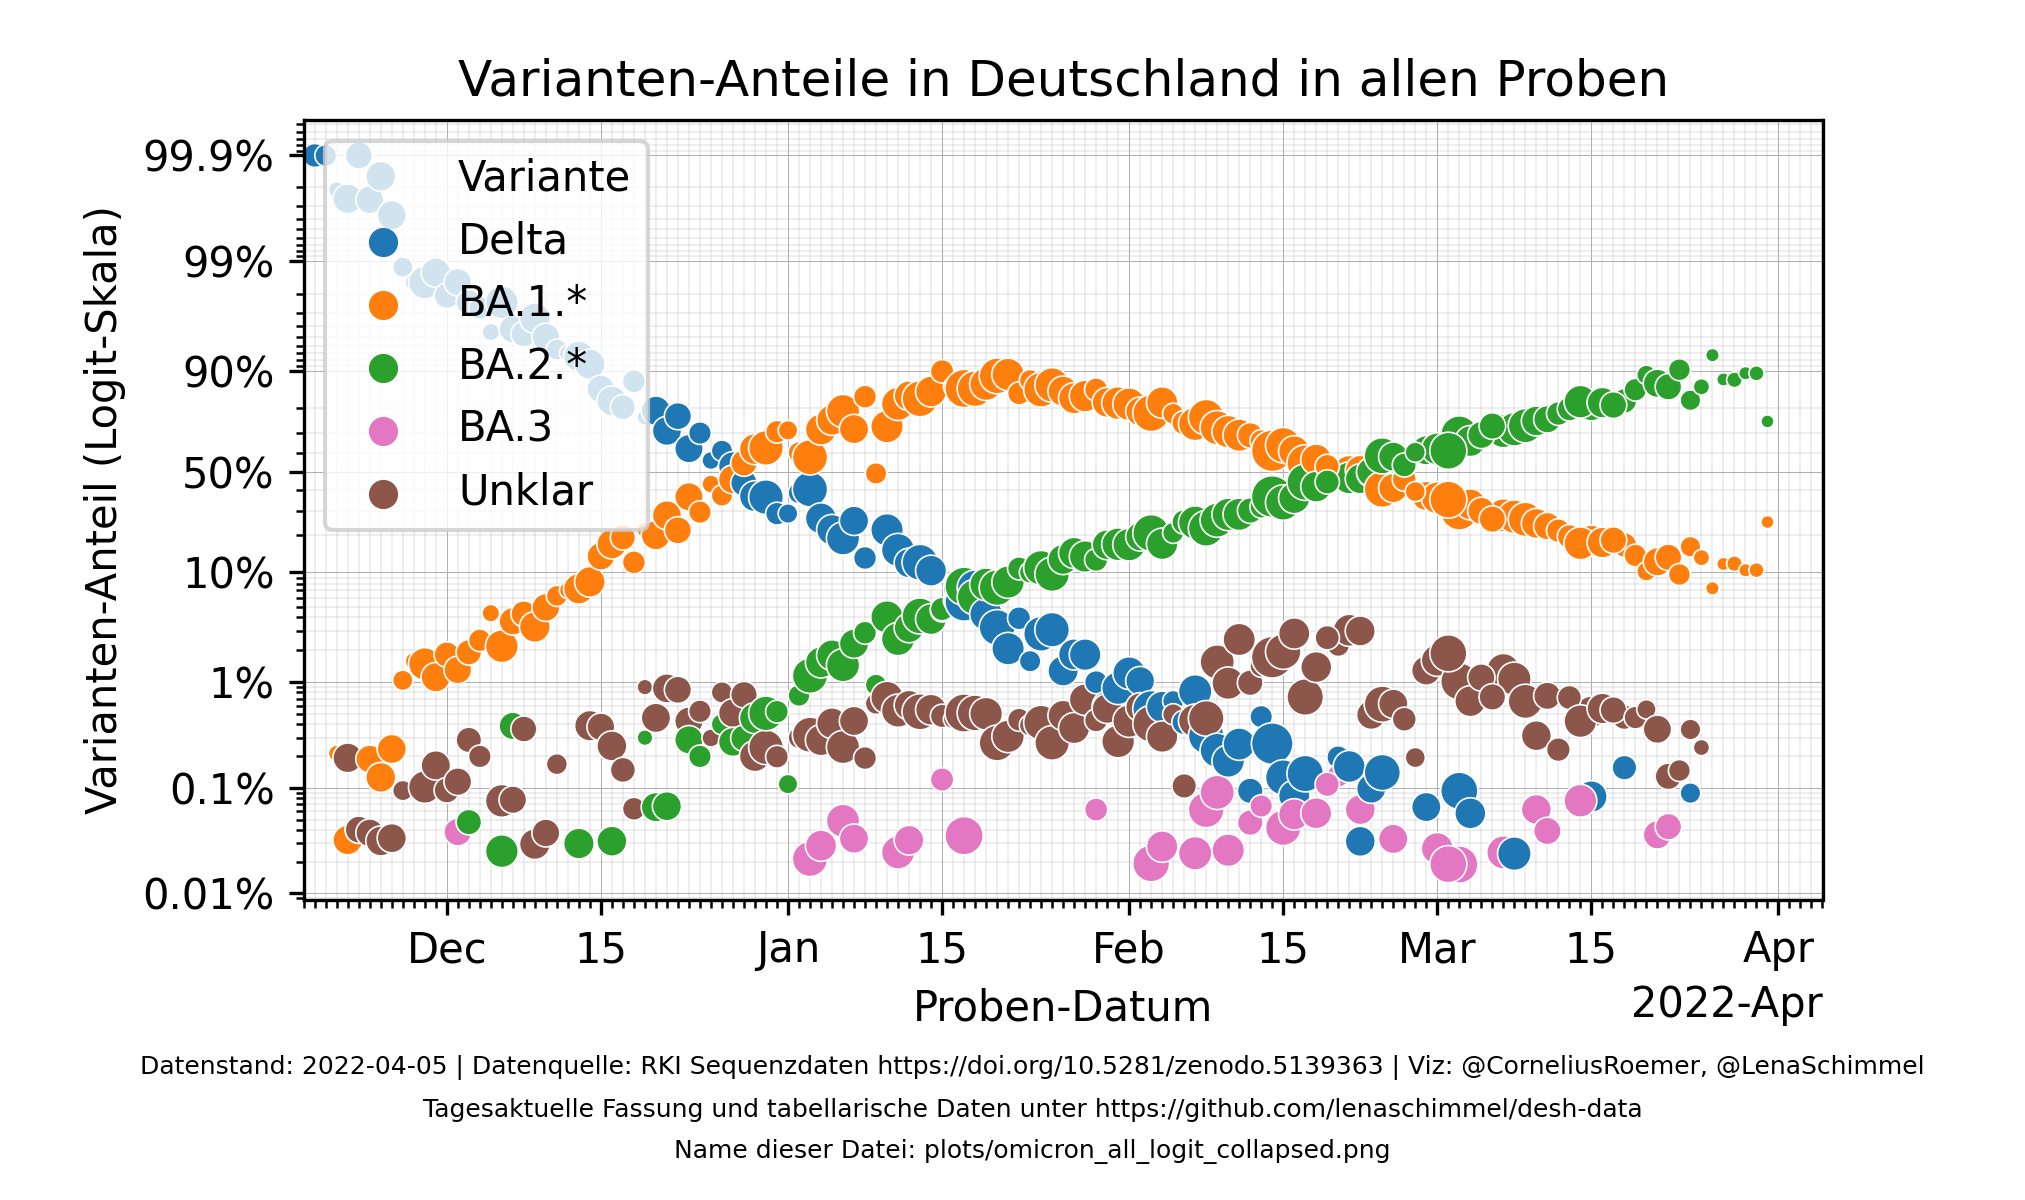 Varianten-Anteile in Deutschland in allen Proben
Varianten-Anteil (Logit-Skala)
99.9%
99%
90%
50%
10%
1%
0.1%
0.01%
Variante
Delta
BA.1.*
BA.2.*
BA.3
Unklar
Dec 15 Jan 15 Feb 15 Mar 15 Apr
Proben-Datum
2022-Apr
Datenstand: 2022-04-05 | Datenquelle: RKI Sequenzdaten https://doi.org/10.5281/zenodo.5139363 | Viz: @CorneliusRoemer, @LenaSchimmel
Tagesaktuelle Fassung und tabellarische Daten unter https://github.com/lenaschimmel/desh-data
Name dieser Datei: plots/omicron_all_logit_collapsed.png